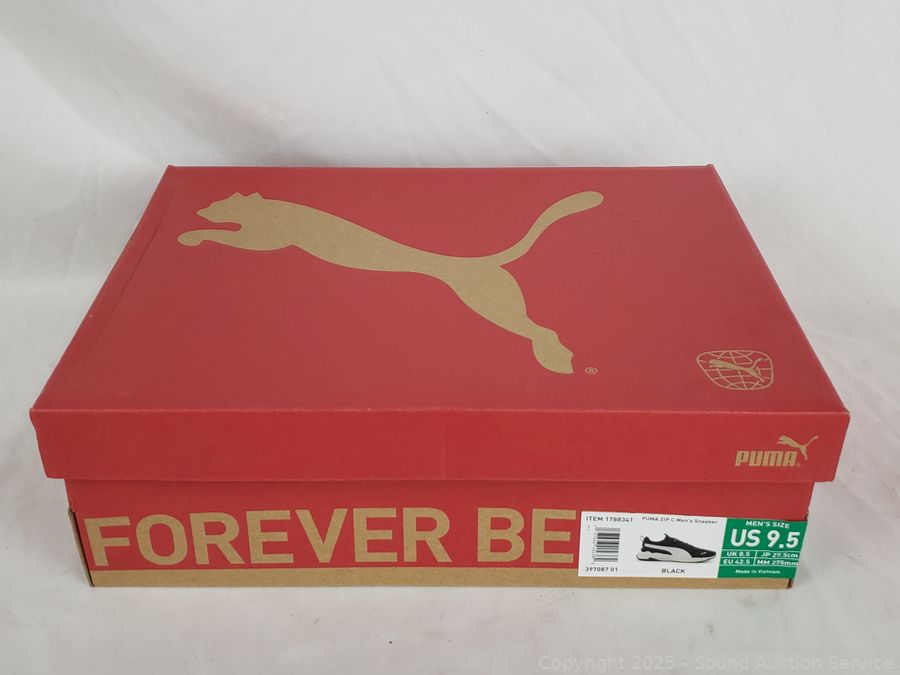 ®
PUMA
FOREVER BE
ITEM 1788341
PUMA ZIP C Men's Sneaker
397087 01
BLACK
MEN'S SIZE
US 9.5
UK 8.5 JP 27.5cm
EU 42.5 MM 275mm
Made in Vietnam
Copyright 2025 - Sound Auction Service